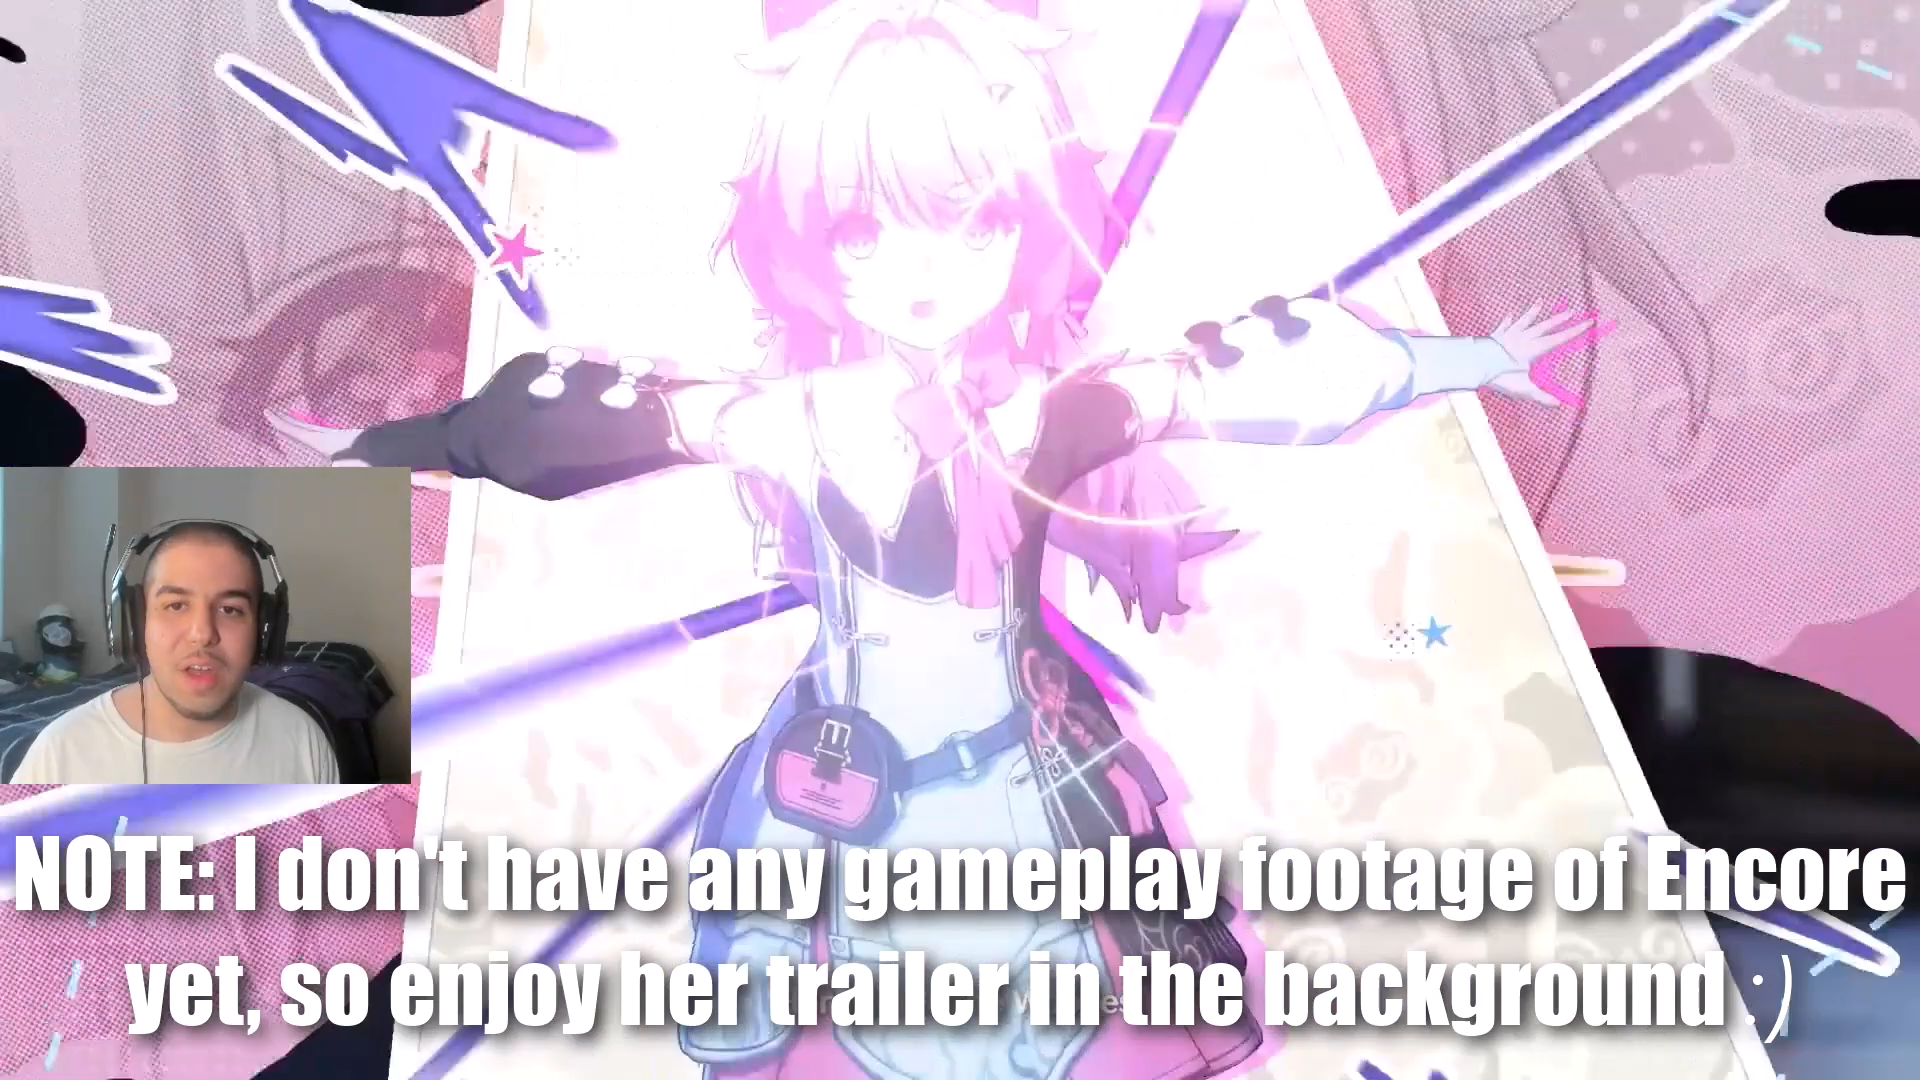 NOTE: I don't have any gameplay footage of Encore
yet, so enjoy her trailer in the background :)